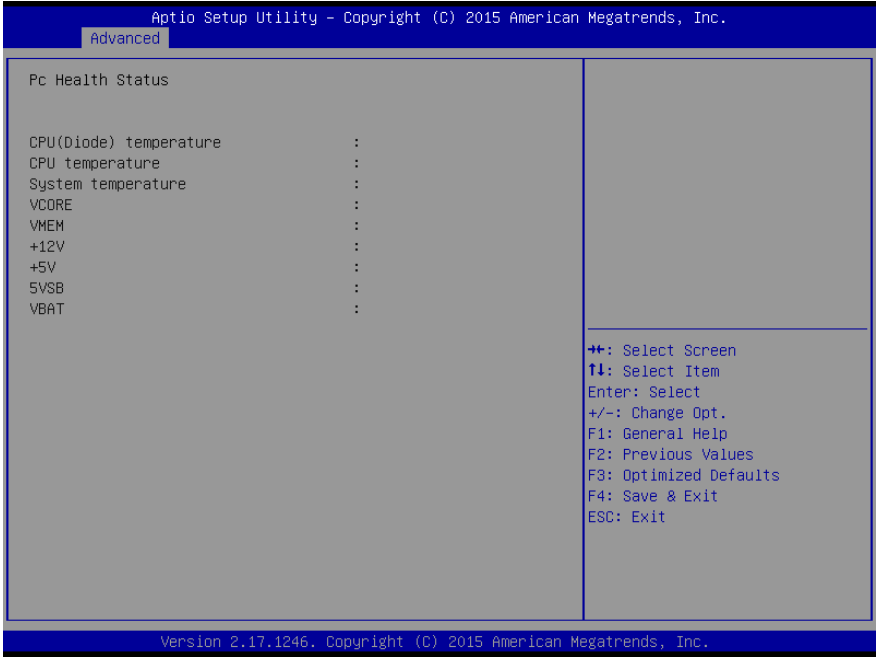 Aptio Setup Utility – Copyright (C) 2015 American Megatrends, Inc.
Advanced
Pc Health Status
CPU(Diode) temperature :
CPU temperature :
System temperature :
VCORE :
VMEM :
+12V :
+5V :
5VSB :
VBAT :
→←: Select Screen
↑↓: Select Item
Enter: Select
+/-: Change Opt.
F1: General Help
F2: Previous Values
F3: Optimized Defaults
F4: Save & Exit
ESC: Exit
Version 2.17.1246. Copyright (C) 2015 American Megatrends, Inc.